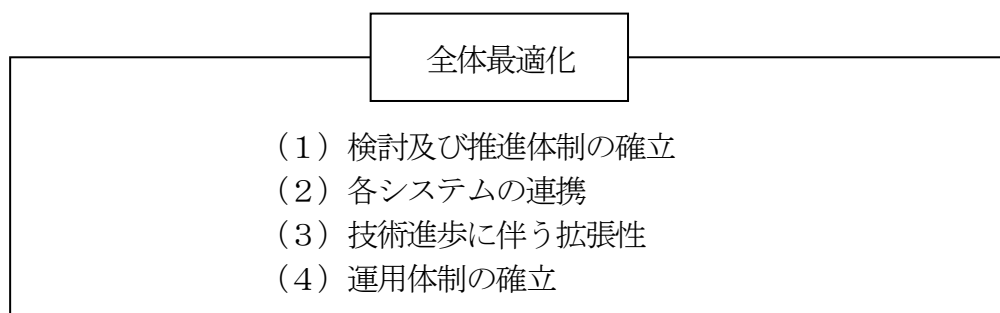 全体最適化
（１）検討及び推進体制の確立
（２）各システムの連携
（３）技術進歩に伴う拡張性
（４）運用体制の確立